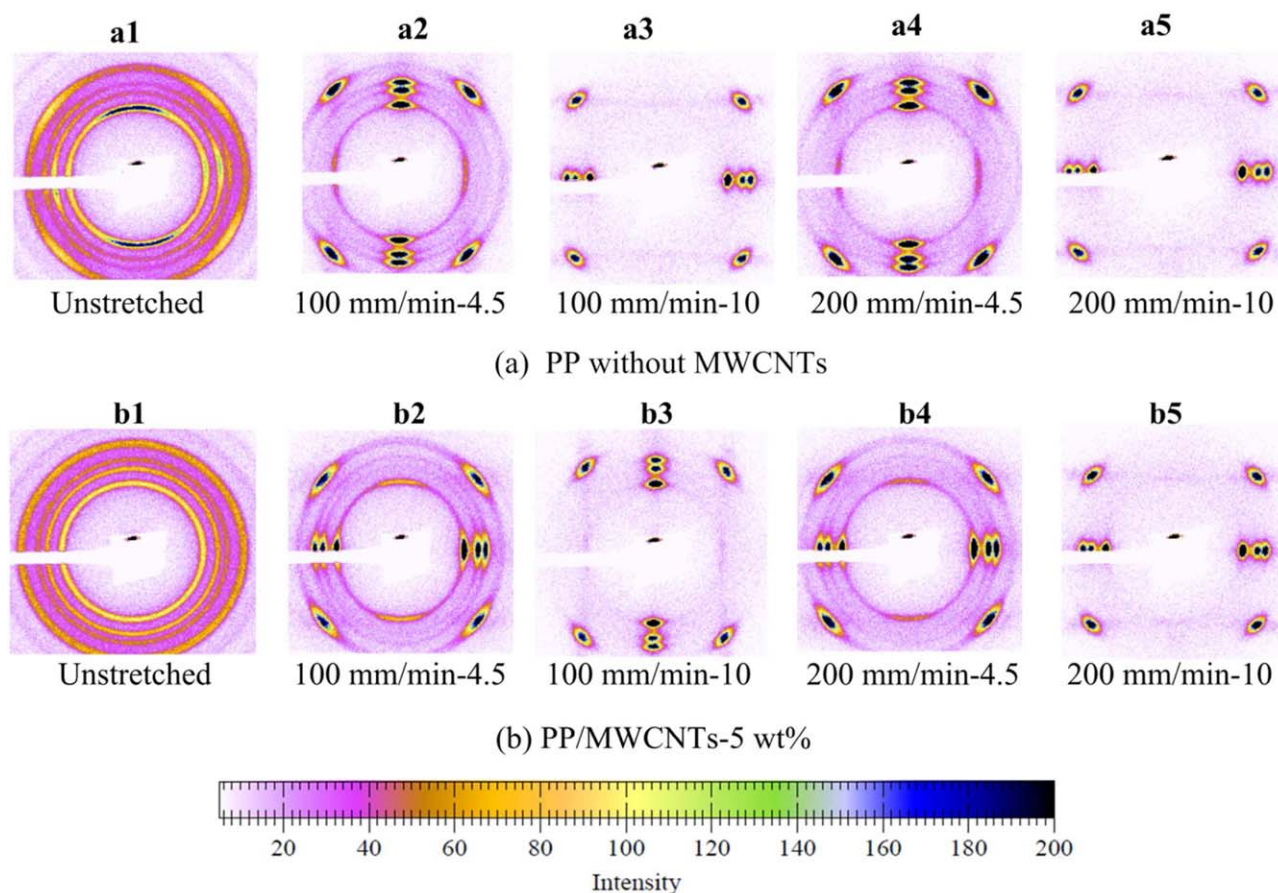 a1 a2 a3 a4 a5
Unstretched 100 mm/min-4.5 100 mm/min-10 200 mm/min-4.5 200 mm/min-10
(a) PP without MWCNTs
b1 b2 b3 b4 b5
Unstretched 100 mm/min-4.5 100 mm/min-10 200 mm/min-4.5 200 mm/min-10
(b) PP/MWCNTs-5 wt%
20 40 60 80 100 120 140 160 180 200
Intensity